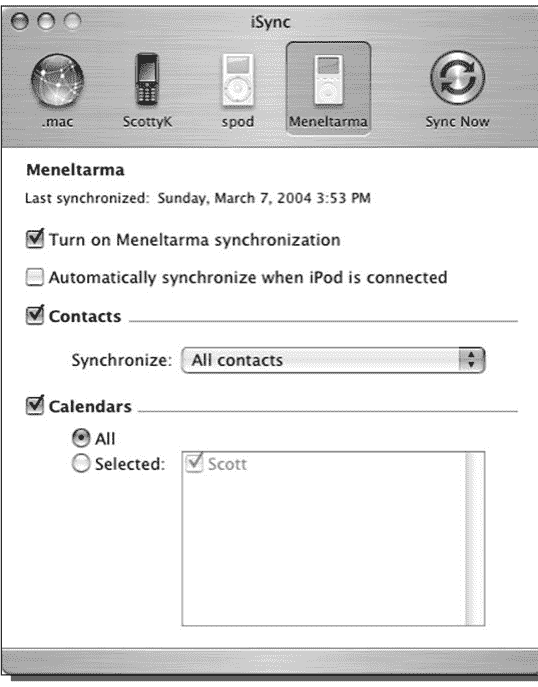 iSync
.mac ScottyK spod Meneltarma Sync Now
Meneltarma
Last synchronized: Sunday, March 7, 2004 3:53 PM
Turn on Meneltarma synchronization
Automatically synchronize when iPod is connected
Contacts
Synchronize: All contacts
Calendars
All
Selected: Scott